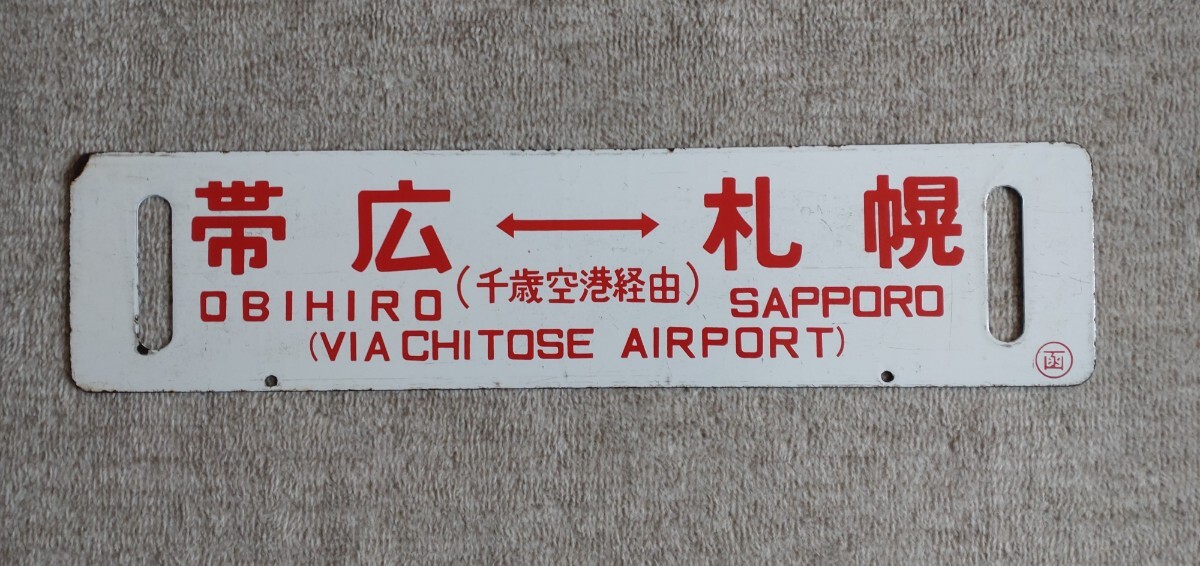 帯広 ←→ 札幌
(千歳空港経由)
OBIHIRO SAPPORO
(VIA CHITOSE AIRPORT)
函